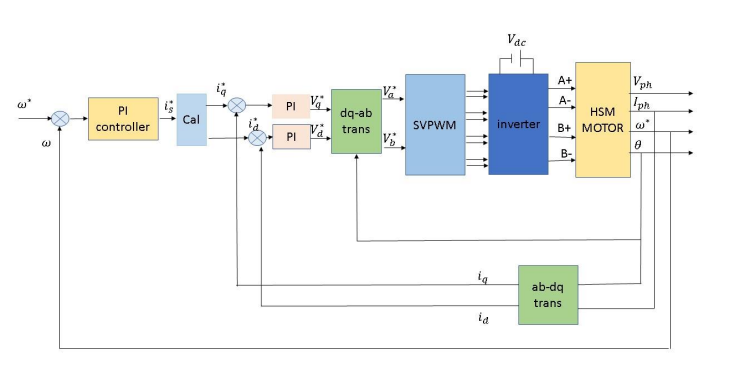 V_dc
i_q^*
A+
V_ph
ω*
i_s^*
PI
V_q^*
V_a^*
I_ph
PI
controller
Cal
dq-ab
trans
SVPWM
inverter
A-
HSM
MOTOR
i_d^*
PI
V_d^*
V_b^*
B+
ω*
ω
B-
θ
i_q
ab-dq
trans
i_d